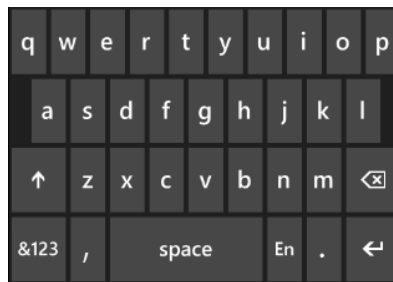 q w e r t y u i o p
a s d f g h j k l
z x c v b n m
&123 , space En .